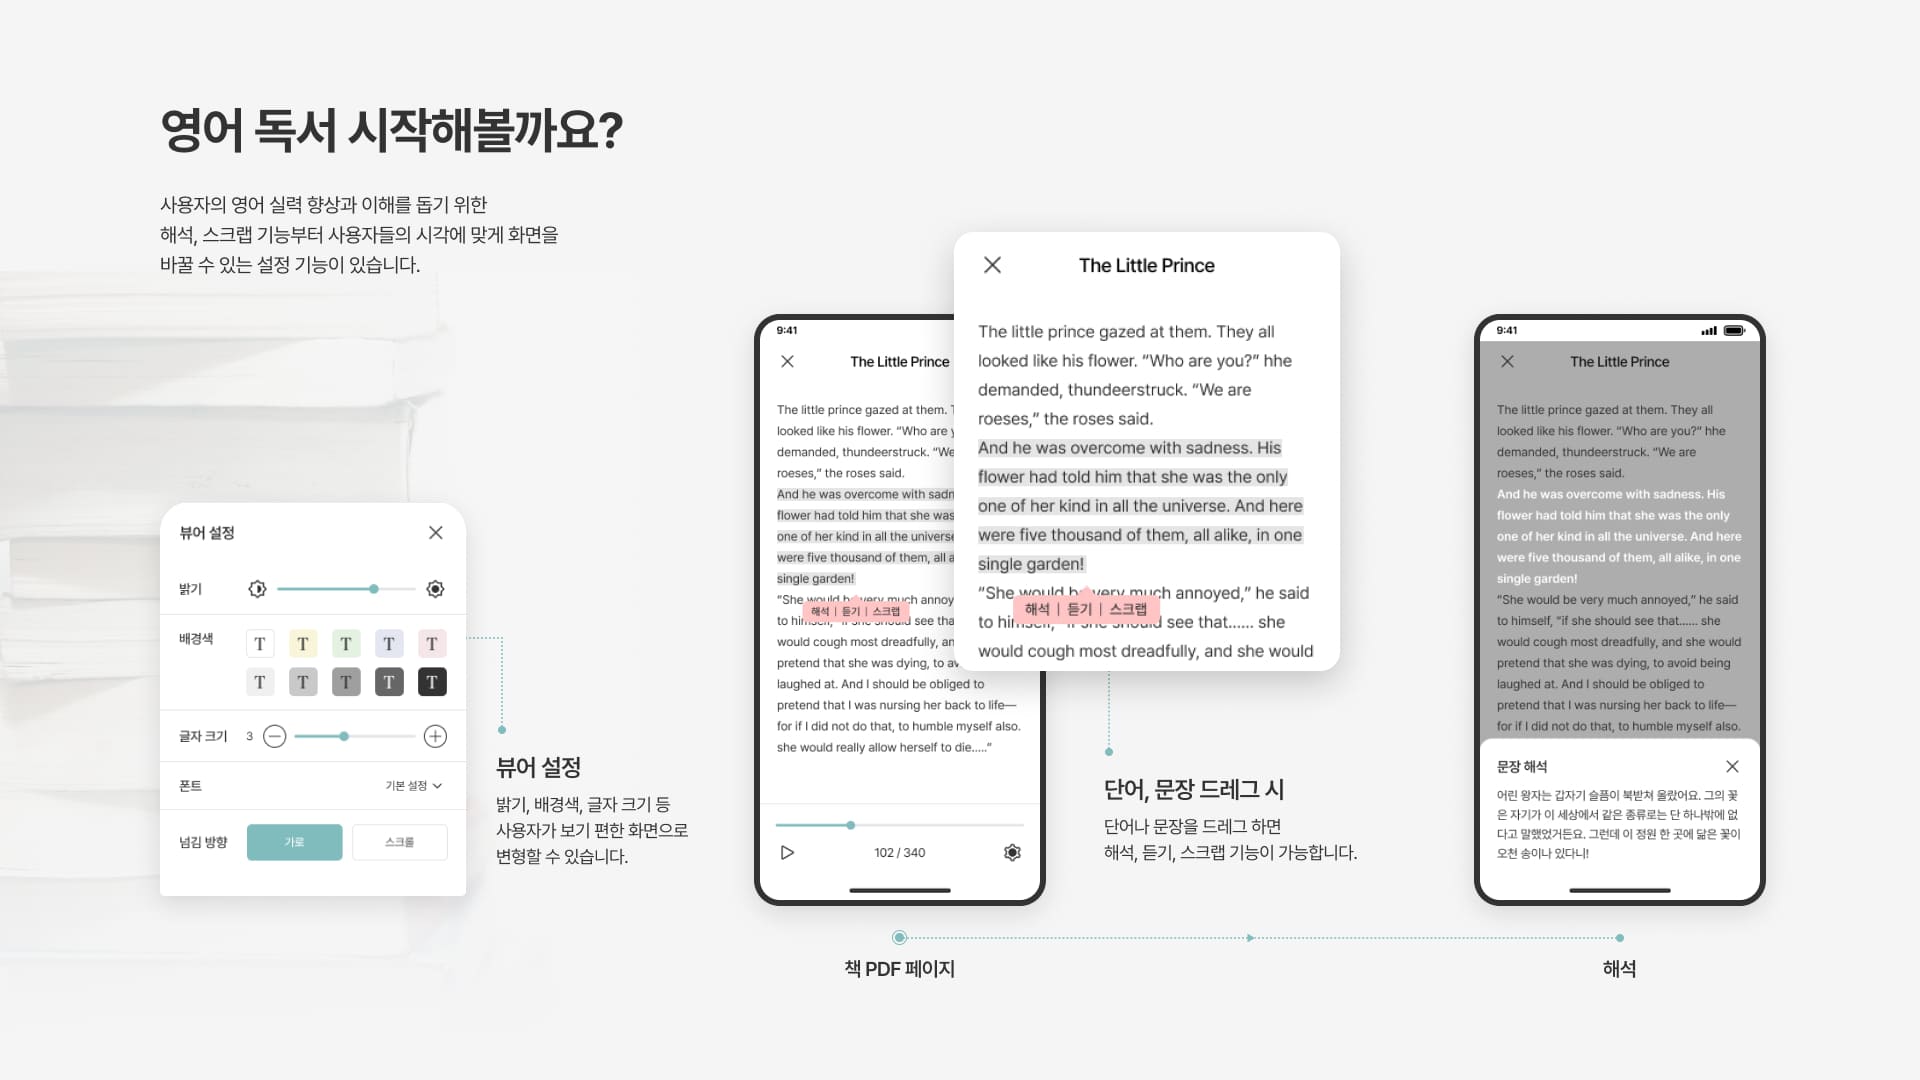 영어 독서 시작해볼까요?
사용자의 영어 실력 향상과 이해를 돕기 위한
해석, 스크랩 기능부터 사용자들의 시각에 맞게 화면을
바꿀 수 있는 설정 기능이 있습니다.
뷰어 설정
밝기
배경색
T T T T T
T T T T T
글자 크기 3
폰트 기본 설정
넘김 방향 가로 스크롤
뷰어 설정
밝기, 배경색, 글자 크기 등
사용자가 보기 편한 화면으로
변형할 수 있습니다.
9:41
The Little Prince
The little prince gazed at them.
looked like his flower. “Who are
demanded, thundeerstruck. “We
roeses,” the roses said.
And he was overcome with
flower had told him that she was
one of her kind in all the universe
were five thousand of them, all
single garden!
“She would be very much
해석 | 듣기 | 스크랩
to himself, “if she should see
would cough most dreadfully,
pretend that she was dying, to
laughed at. And I should be obliged to
pretend that I was nursing her back to life—
for if I did not do that, to humble myself also.
she would really allow herself to die.....”
102 / 340
The Little Prince
The little prince gazed at them. They all
looked like his flower. “Who are you?” hhe
demanded, thundeerstruck. “We are
roeses,” the roses said.
And he was overcome with sadness. His
flower had told him that she was the only
one of her kind in all the universe. And here
were five thousand of them, all alike, in one
single garden!
“She would be very much annoyed,” he said
해석 | 듣기 | 스크랩
to himself, “if she should see that...... she
would cough most dreadfully, and she would
단어, 문장 드레그 시
단어나 문장을 드레그 하면
해석, 듣기, 스크랩 기능이 가능합니다.
9:41
The Little Prince
The little prince gazed at them. They all
looked like his flower. “Who are you?” hhe
demanded, thundeerstruck. “We are
roeses,” the roses said.
And he was overcome with sadness. His
flower had told him that she was the only
one of her kind in all the universe. And here
were five thousand of them, all alike, in one
single garden!
“She would be very much annoyed,” he said
to himself, “if she should see that...... she
would cough most dreadfully, and she would
pretend that she was dying, to avoid being
laughed at. And I should be obliged to
pretend that I was nursing her back to life—
for if I did not do that, to humble myself also.
문장 해석
어린 왕자는 갑자기 슬픔이 북받쳐 올랐어요. 그의 꽃
은 자기가 이 세상에서 같은 종류로는 단 하나밖에 없
다고 말했었거든요. 그런데 이 정원 한 곳에 닮은 꽃이
오천 송이나 있다니!
책 PDF 페이지
해석